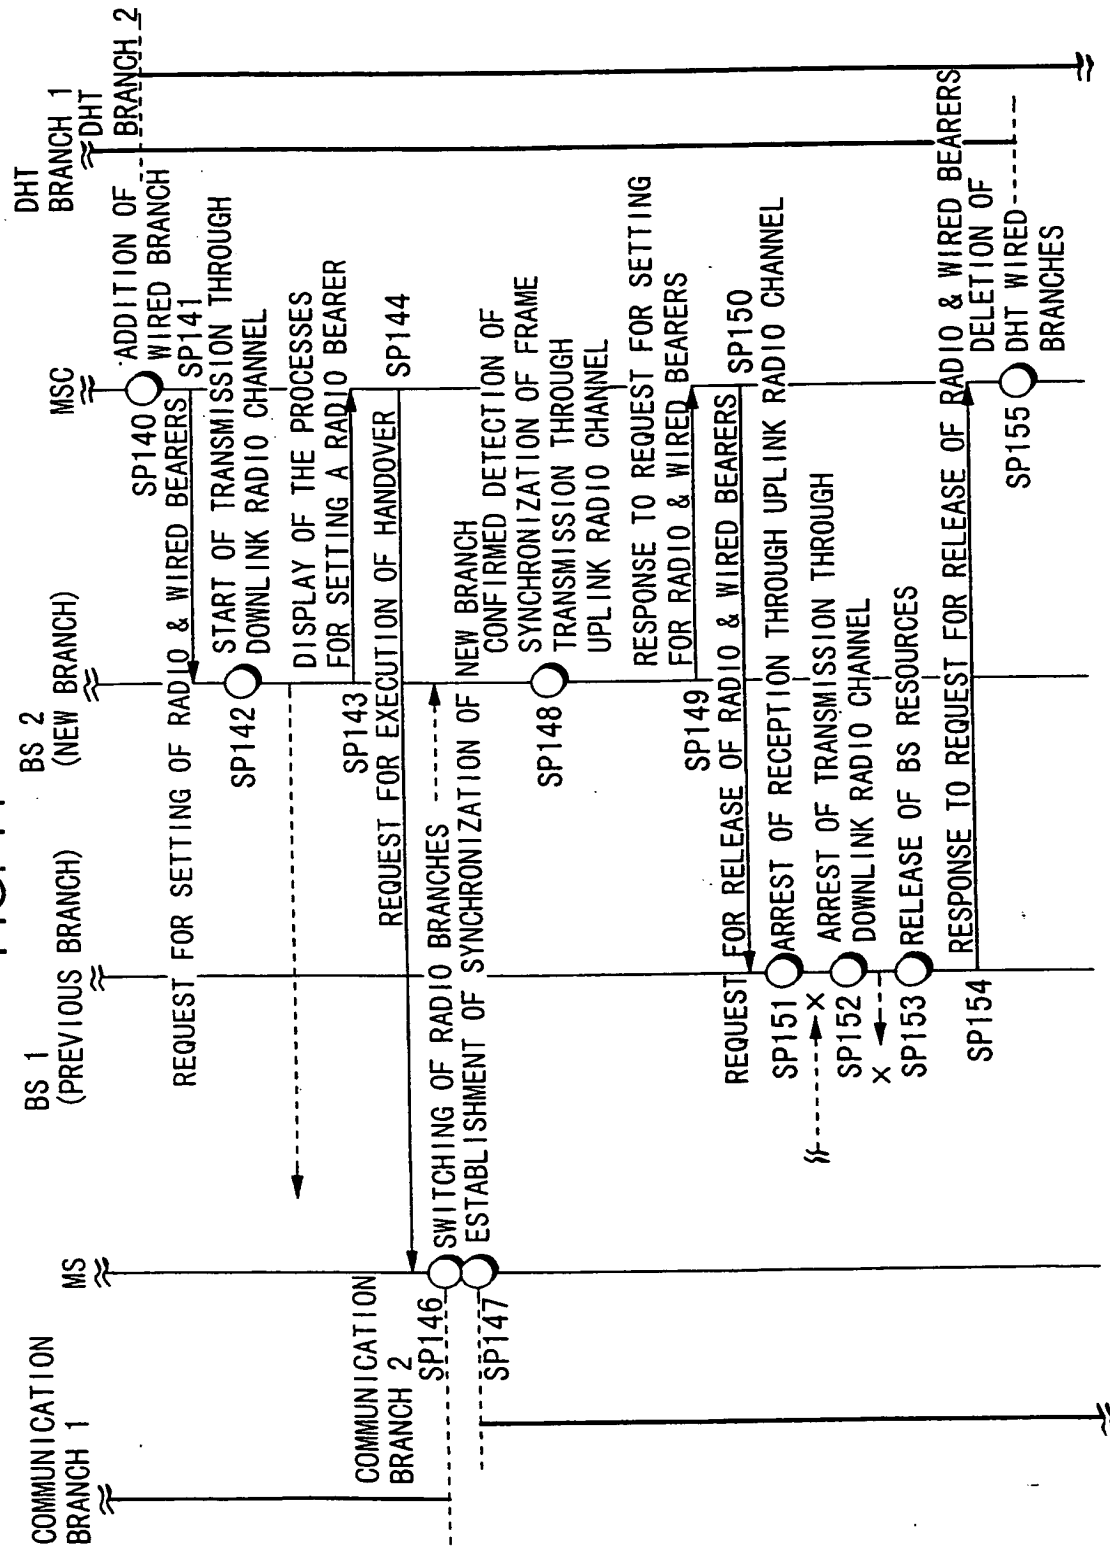 COMMUNICATION
BRANCH 1
MS
BS 1
(PREVIOUS BRANCH)
BS 2
(NEW BRANCH)
MSC
DHT
BRANCH 1
DHT
BRANCH 2
ADDITION OF
WIRED BRANCH
SP140
SP141
REQUEST FOR SETTING OF RADIO & WIRED BEARERS
START OF TRANSMISSION THROUGH
DOWNLINK RADIO CHANNEL
SP142
DISPLAY OF THE PROCESSES
FOR SETTING A RADIO BEARER
SP143
SP144
REQUEST FOR EXECUTION OF HANDOVER
COMMUNICATION
BRANCH 2
SP146
SWITCHING OF RADIO BRANCHES
ESTABLISHMENT OF SYNCHRONIZATION OF NEW BRANCH
SP147
CONFIRMED DETECTION OF
SYNCHRONIZATION OF FRAME
TRANSMISSION THROUGH
UPLINK RADIO CHANNEL
SP148
RESPONSE TO REQUEST FOR SETTING
FOR RADIO & WIRED BEARERS
SP149
SP150
REQUEST FOR RELEASE OF RADIO & WIRED BEARERS
SP151
ARREST OF RECEPTION THROUGH UPLINK RADIO CHANNEL
X
ARREST OF TRANSMISSION THROUGH
DOWNLINK RADIO CHANNEL
SP152
X
SP153
RELEASE OF BS RESOURCES
RESPONSE TO REQUEST FOR RELEASE OF RADIO & WIRED BEARERS
SP154
DELETION OF
DHT WIRED
BRANCHES
SP155